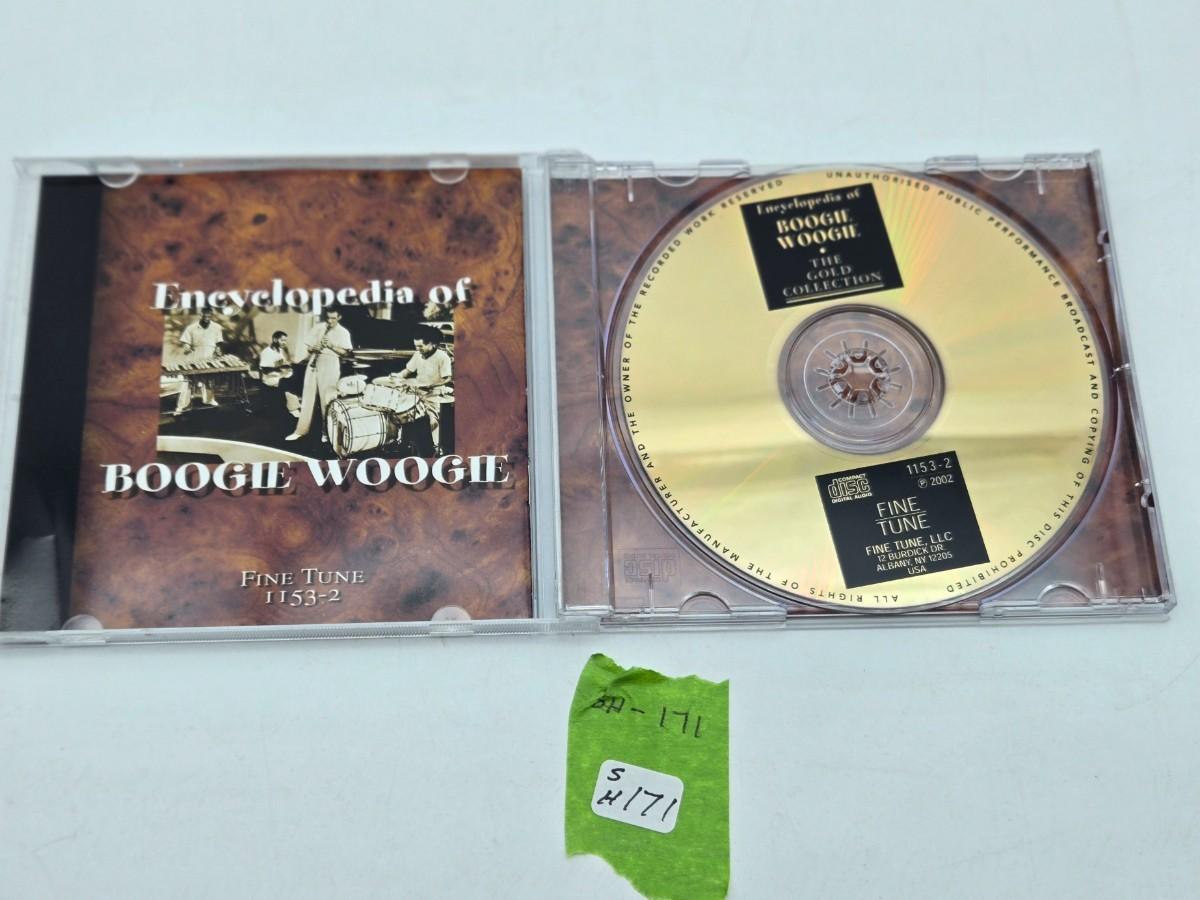 Encyclopedia of
BOOGIE WOOGIE
FINE TUNE
1153-2
ALL RIGHTS OF THE MANUFACTURER AND THE OWNER OF THE RECORDED WORK RESERVED
UNAUTHORISED PUBLIC PERFORMANCE BROADCAST AND COPYING OF THIS DISC PROHIBITED
Encyclopedia of
BOOGIE
WOOGIE
•
THE
GOLD
COLLECTION
COMPACT
disc
DIGITAL AUDIO
1153-2
℗ 2002
FINE
TUNE
FINE TUNE, LLC
12 BURDICK DR.
ALBANY, NY 12205
USA
- 171
S
H171